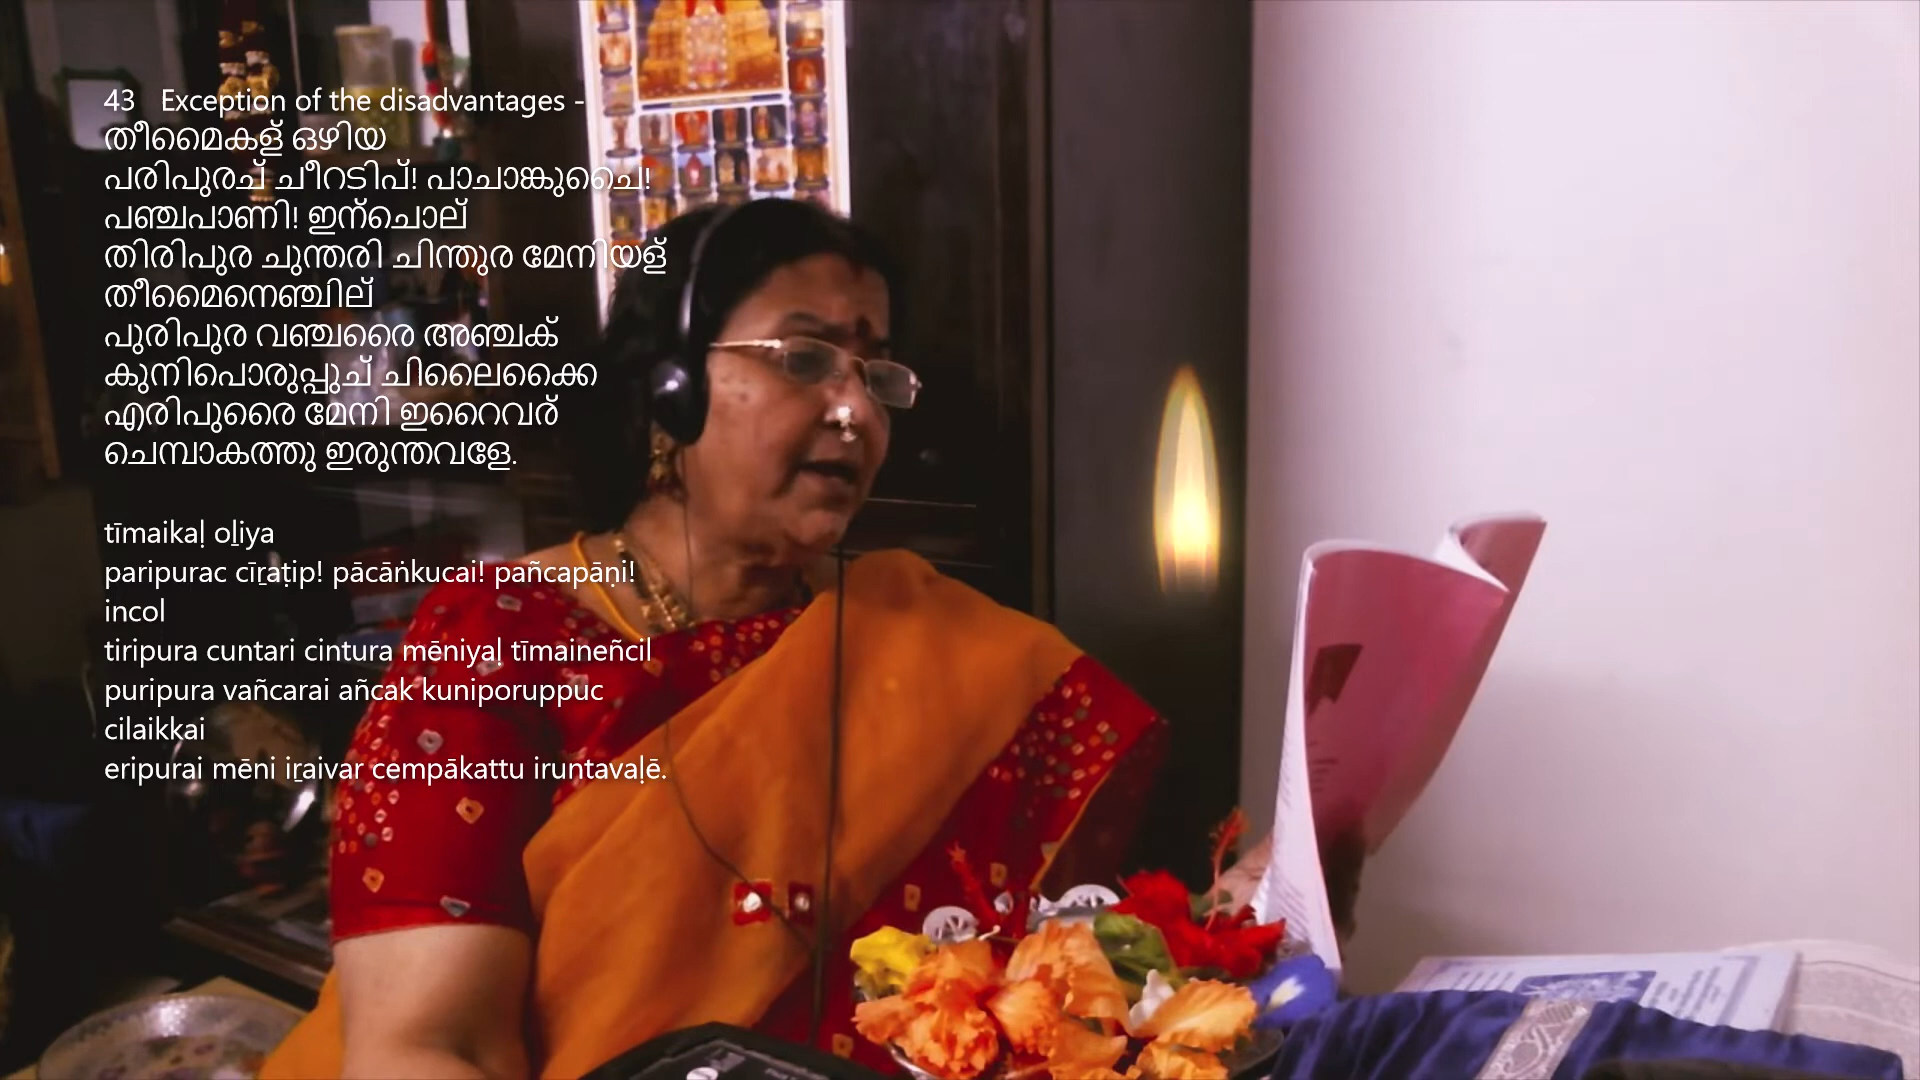 43 Exception of the disadvantages -
തീമൈകള് ഒഴിയ
പരിപുരച് ചീറടിപ്! പാചാങ്കുചൈ!
പഞ്ചപാണി! ഇന്ചൊല്
തിരിപുര ചുന്തരി ചിന്തുര മേനിയള്
തീമൈനെഞ്ചില്
പുരിപുര വഞ്ചരൈ അഞ്ചക്
കുനിപൊരുപ്പുച് ചിലൈക്കൈ
എരിപുരൈ മേനി ഇറൈവര്
ചെമ്പാകത്തു ഇരുന്തവളേ.
tīmaikaḷ oḻiya
paripurac cīṟaṭip! pācāṅkucai! pañcapāṇi!
incol
tiripura cuntari cintura mēniyaḷ tīmaineñcil
puripura vañcarai añcak kuniporuppuc
cilaikkai
eripurai mēni iṟaivar cempākattu iruntavaḷē.